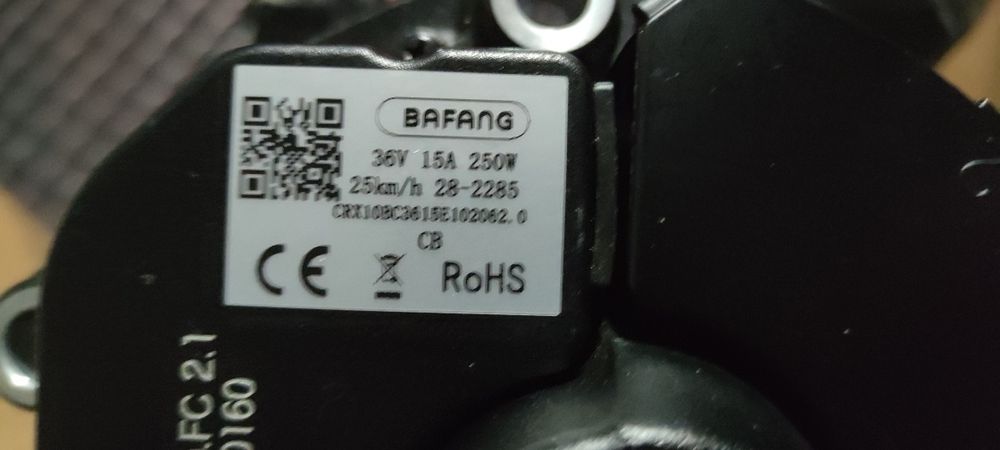 BAFANG
36V 15A 250W
25km/h 28-2285
CRX10BC3615E102062.0
CB
CE
RoHS
FC 2.1
0160